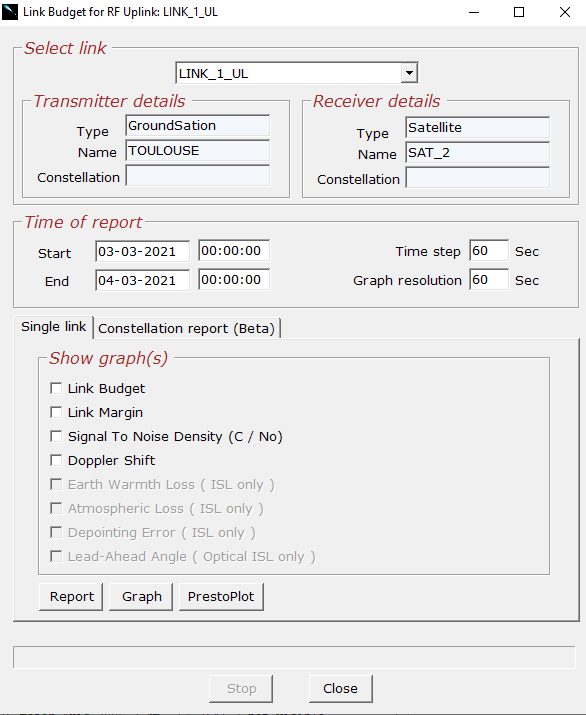 Link Budget for RF Uplink: LINK_1_UL
Select link
LINK_1_UL
Transmitter details
Type GroundSation
Name TOULOUSE
Constellation
Receiver details
Type Satellite
Name SAT_2
Constellation
Time of report
Start 03-03-2021 00:00:00 Time step 60 Sec
End 04-03-2021 00:00:00 Graph resolution 60 Sec
Single link Constellation report (Beta)
Show graph(s)
Link Budget
Link Margin
Signal To Noise Density (C / No)
Doppler Shift
Earth Warmth Loss ( ISL only )
Atmospheric Loss ( ISL only )
Depointing Error ( ISL only )
Lead-Ahead Angle ( Optical ISL only )
Report Graph PrestoPlot
Stop Close